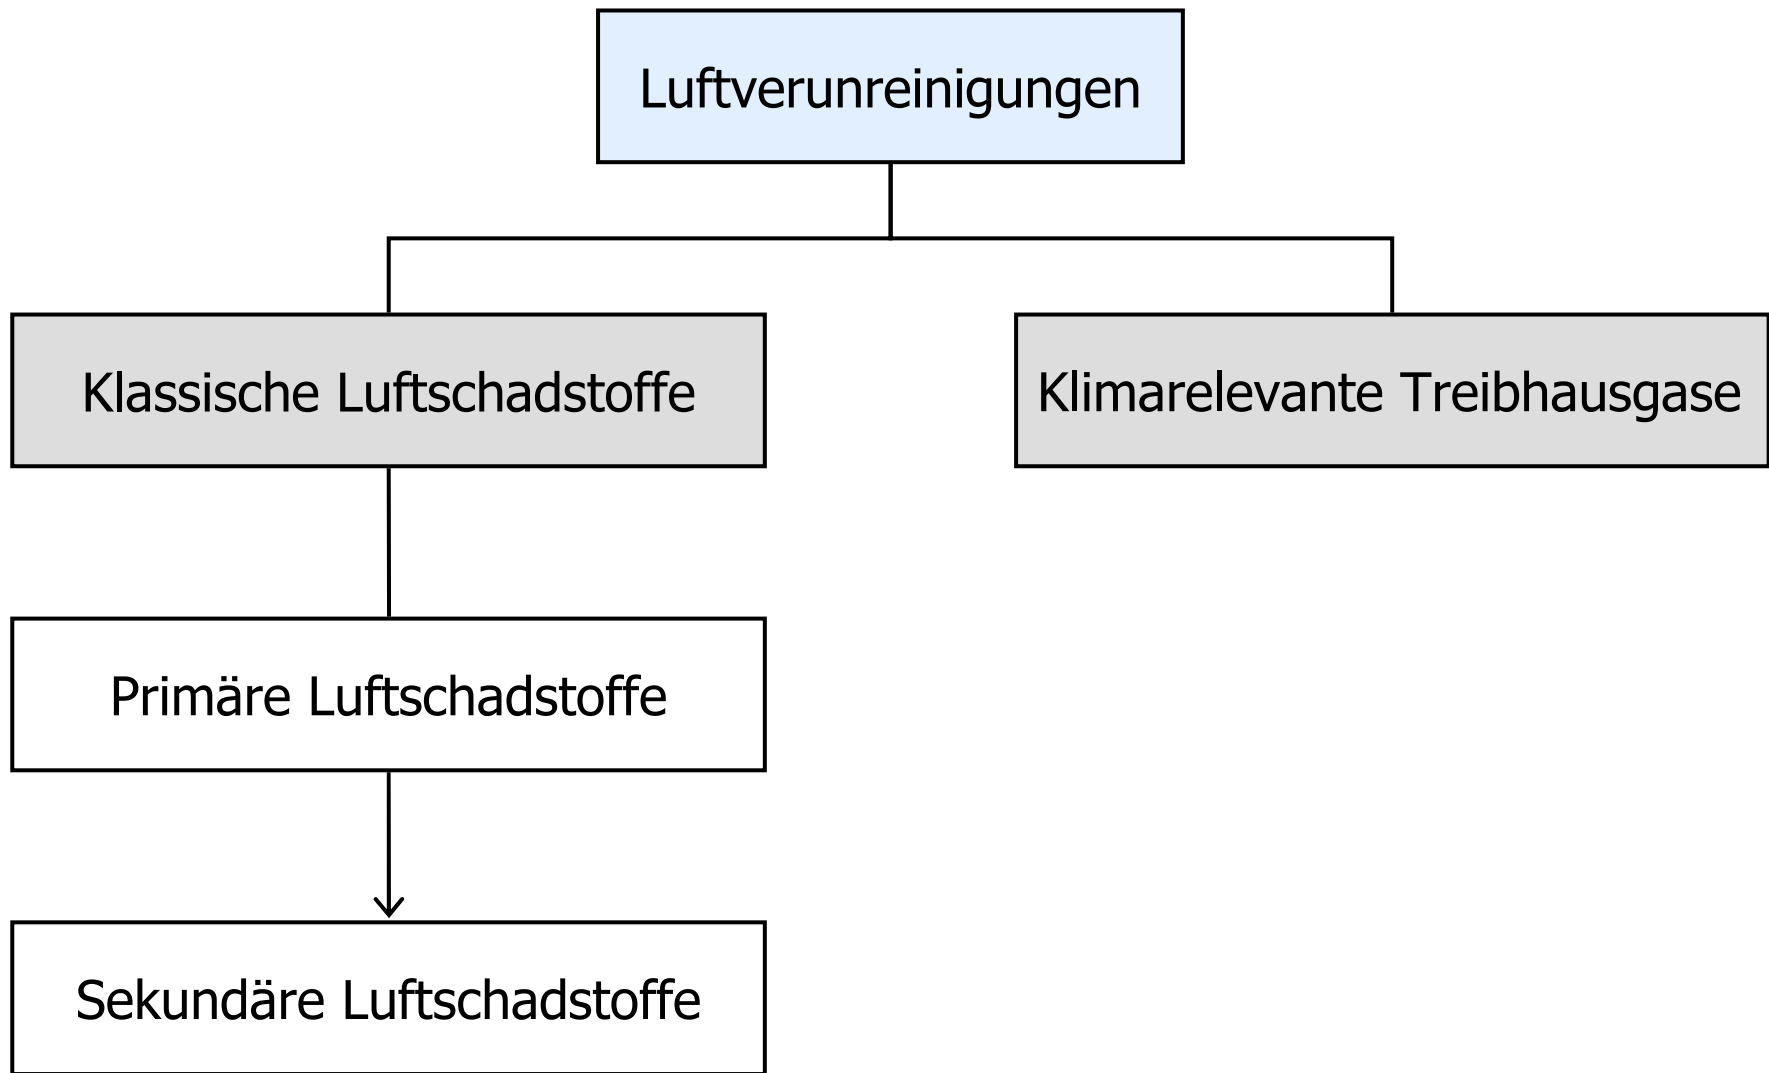 Luftverunreinigungen
Klassische Luftschadstoffe
Klimarelevante Treibhausgase
Primäre Luftschadstoffe
Sekundäre Luftschadstoffe